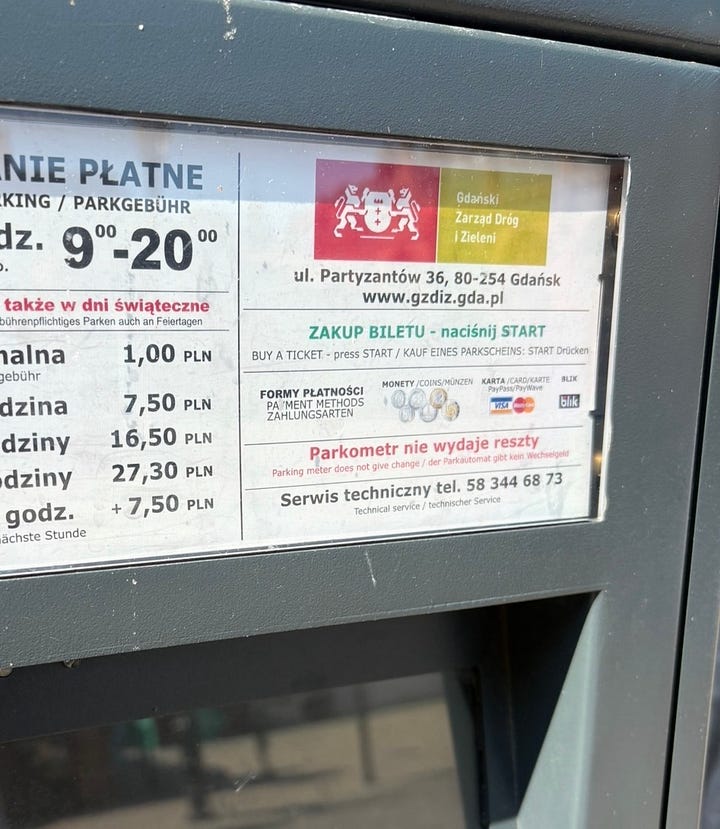 NIE PŁATNE
KING / PARKGEBÜHR
dz. 9⁰⁰-20⁰⁰
także w dni świąteczne
bührenpflichtiges Parken auch an Feiertagen
nalna 1,00 PLN
gebühr
dzina 7,50 PLN
dziny 16,50 PLN
odziny 27,30 PLN
godz. + 7,50 PLN
ächste Stunde
Gdański
Zarząd Dróg
i Zieleni
ul. Partyzantów 36, 80-254 Gdańsk
www.gzdiz.gda.pl
ZAKUP BILETU - naciśnij START
BUY A TICKET - press START / KAUF EINES PARKSCHEINS: START Drücken
FORMY PŁATNOŚCI
PAYMENT METHODS
ZAHLUNGSARTEN
MONETY /COINS/MÜNZEN
KARTA /CARD/KARTE
PayPass/PayWave
VISA
BLIK
blik
Parkometr nie wydaje reszty
Parking meter does not give change / der Parkautomat gibt kein Wechselgeld
Serwis techniczny tel. 58 344 68 73
Technical service / technischer Service